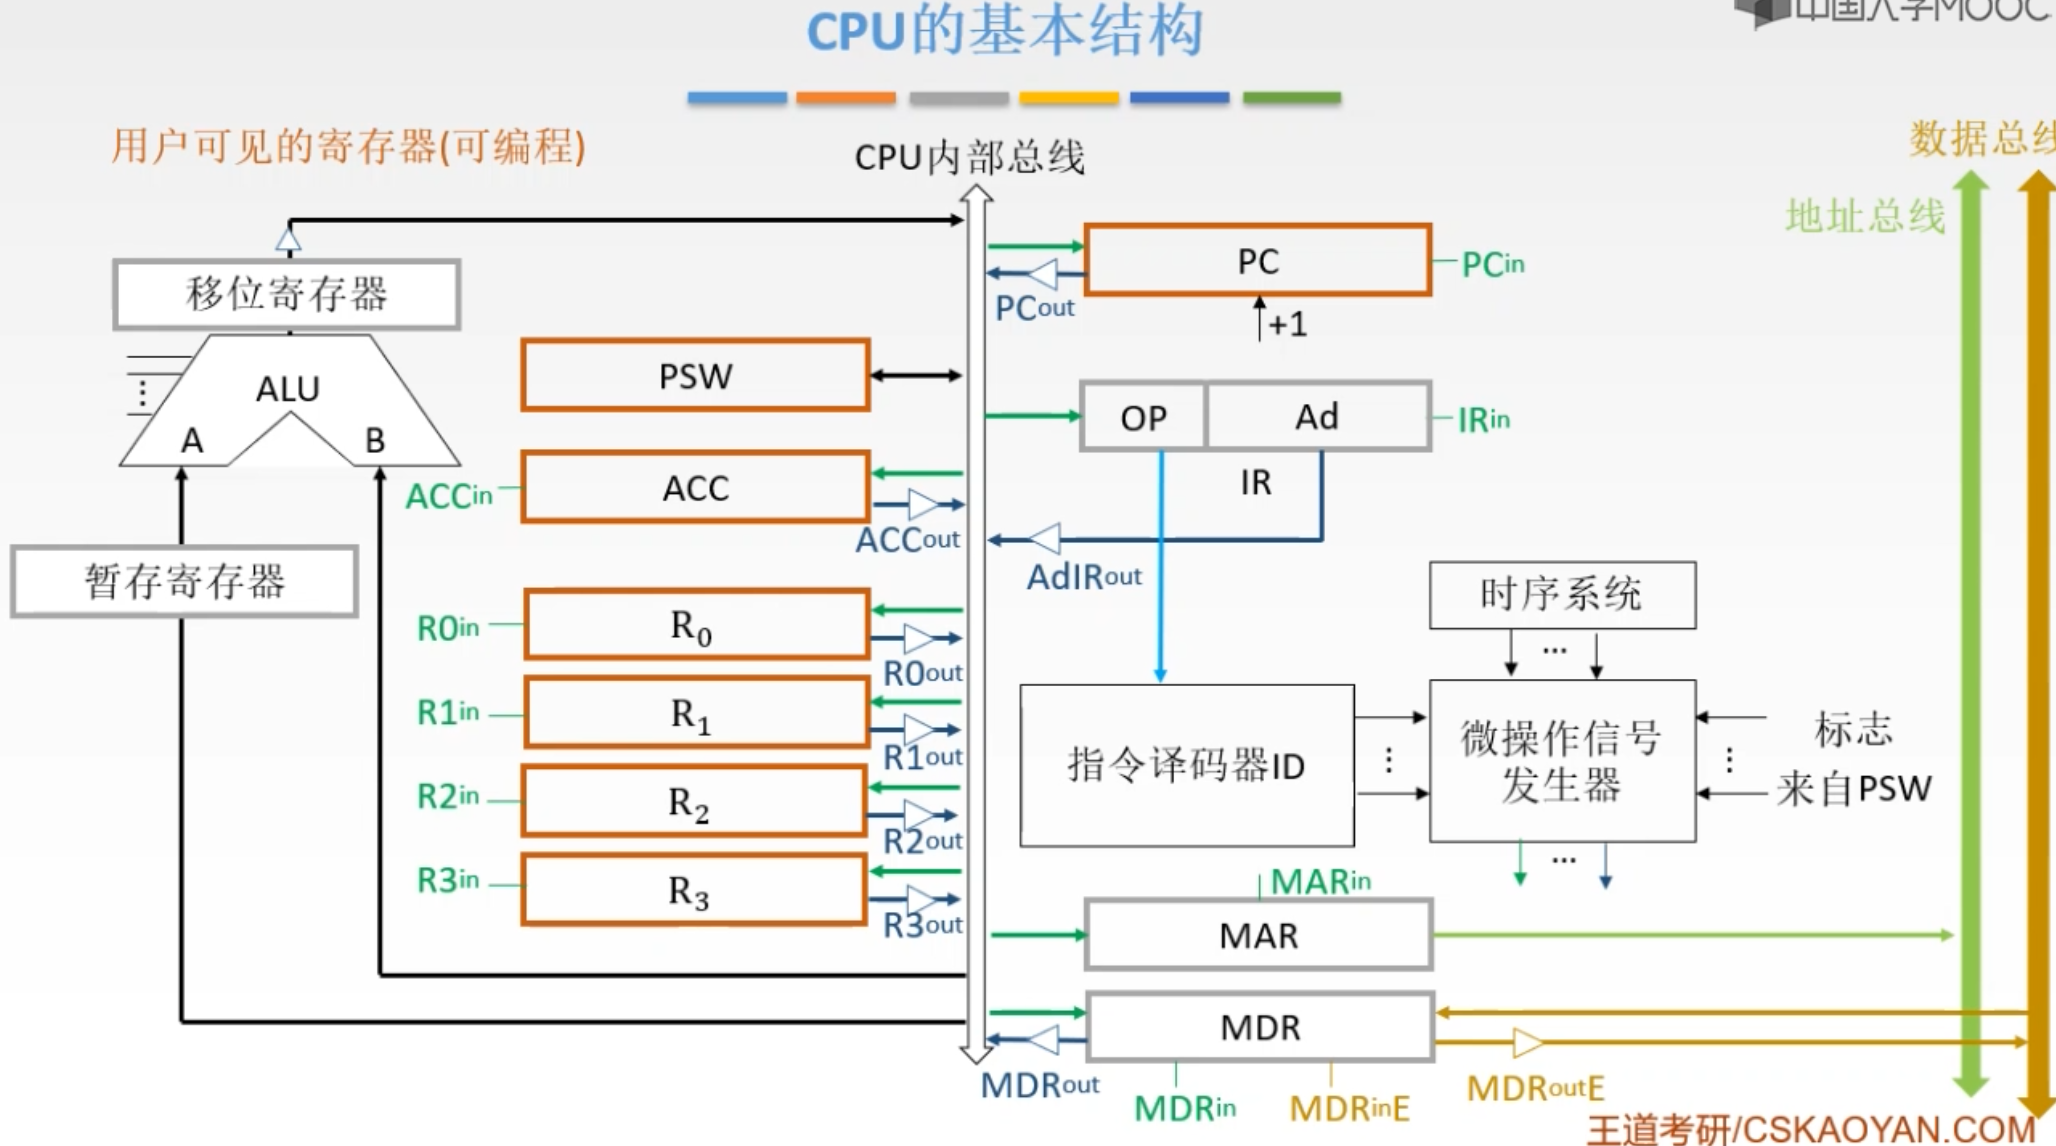 CPU的基本结构
中国大学MOOC
用户可见的寄存器(可编程)
CPU内部总线
数据总线
地址总线
移位寄存器
ALU
A
B
暂存寄存器
PSW
ACCin
ACC
ACCout
R0in
R0
R0out
R1in
R1
R1out
R2in
R2
R2out
R3in
R3
R3out
PC
PCin
PCout
+1
OP
Ad
IRin
IR
AdIRout
时序系统
...
指令译码器ID
⋮
微操作信号
发生器
标志
⋮
来自PSW
...
MARin
MAR
MDR
MDRout
MDRin
MDRinE
MDRoutE
王道考研/CSKAOYAN.COM